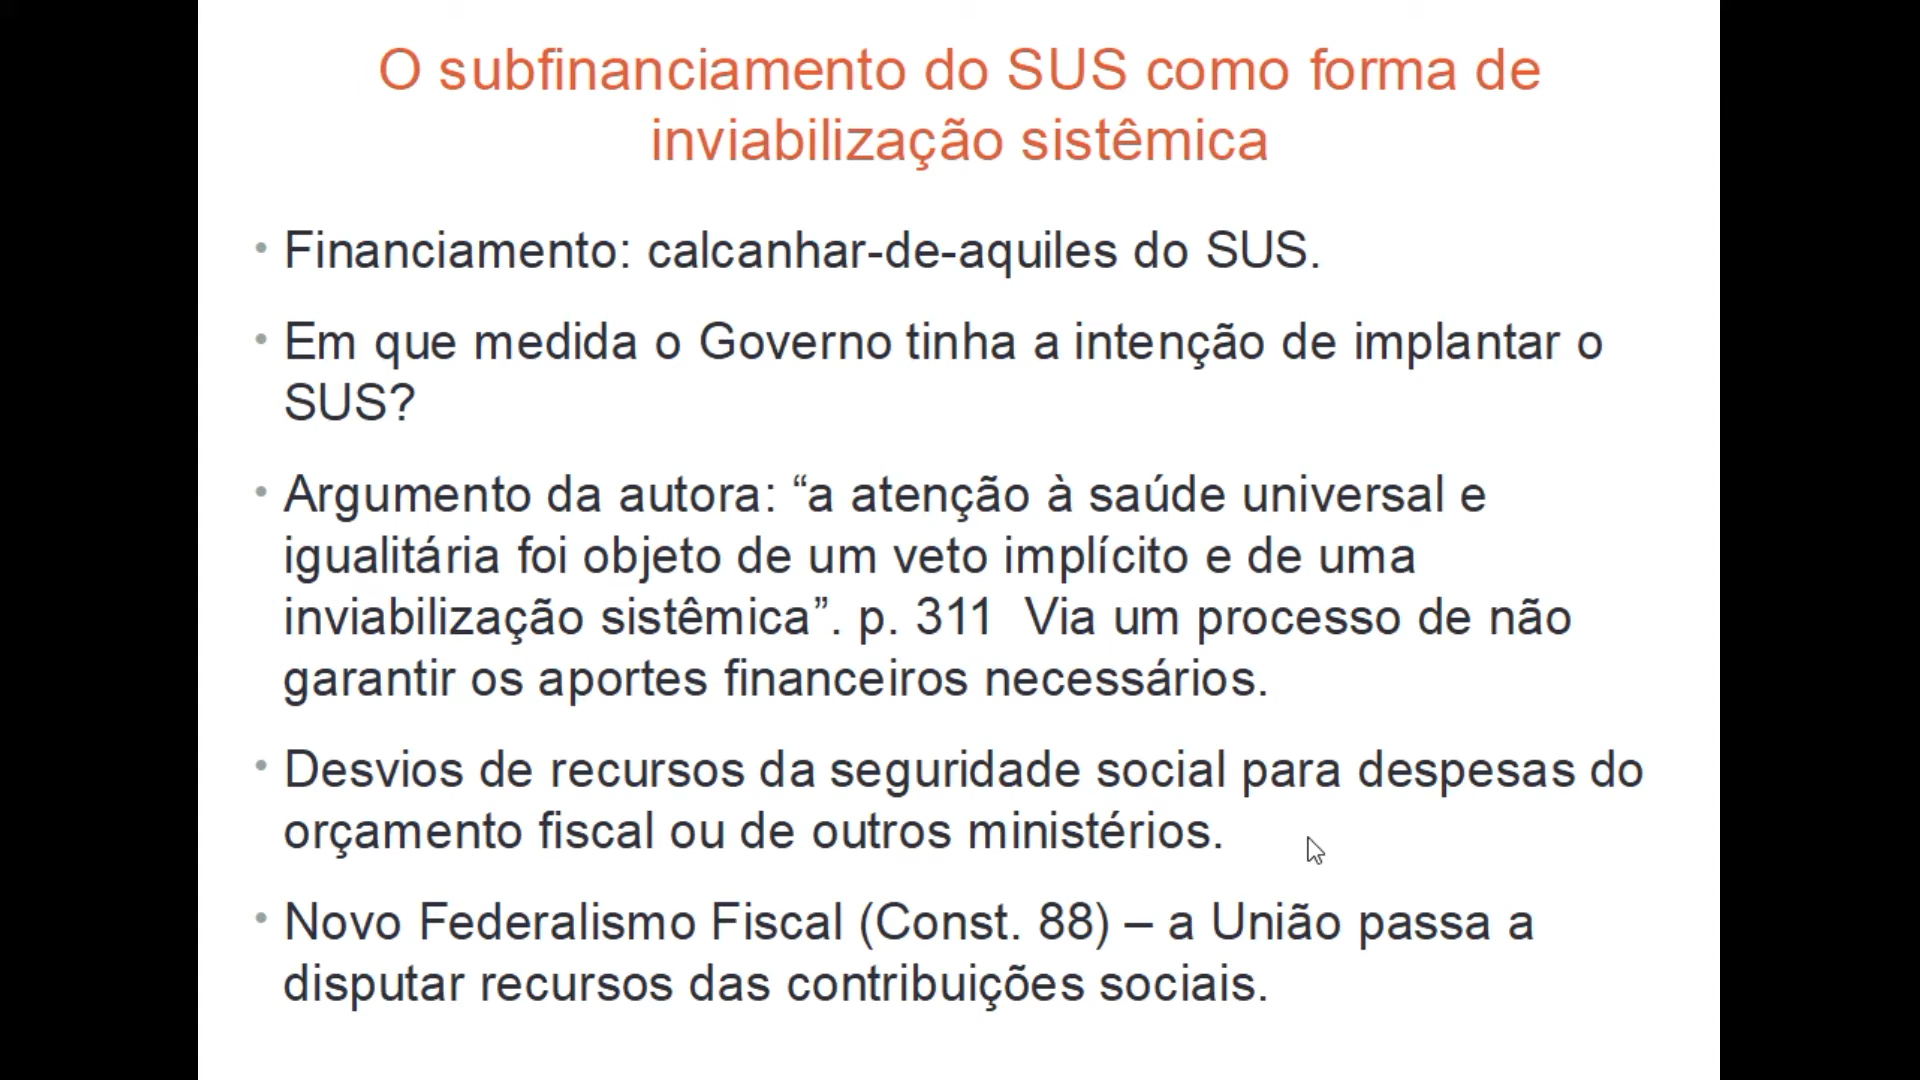 O subfinanciamento do SUS como forma de
inviabilização sistêmica
• Financiamento: calcanhar-de-aquiles do SUS.
• Em que medida o Governo tinha a intenção de implantar o
SUS?
• Argumento da autora: “a atenção à saúde universal e
igualitária foi objeto de um veto implícito e de uma
inviabilização sistêmica”. p. 311 Via um processo de não
garantir os aportes financeiros necessários.
• Desvios de recursos da seguridade social para despesas do
orçamento fiscal ou de outros ministérios.
• Novo Federalismo Fiscal (Const. 88) – a União passa a
disputar recursos das contribuições sociais.